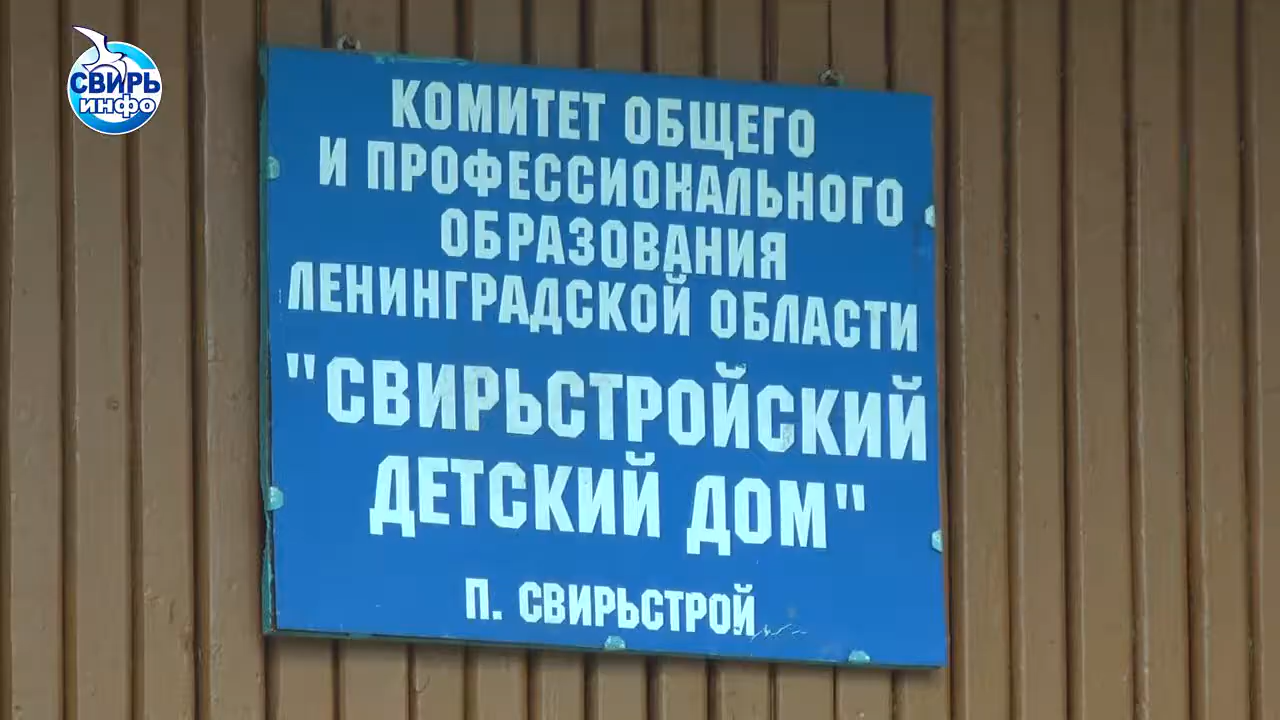 СВИРЬ
инфо
КОМИТЕТ ОБЩЕГО
И ПРОФЕССИОНАЛЬНОГО
ОБРАЗОВАНИЯ
ЛЕНИНГРАДСКОЙ ОБЛАСТИ
"СВИРЬСТРОЙСКИЙ
ДЕТСКИЙ ДОМ"
П. СВИРЬСТРОЙ